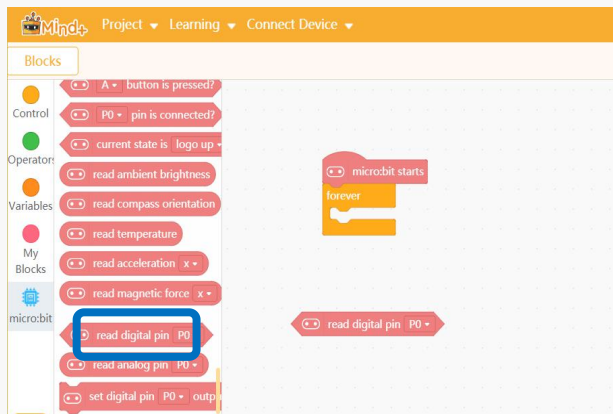 Mind+ Project Learning Connect Device
Blocks
Control
Operators
Variables
My
Blocks
micro:bit
A button is pressed?
P0 pin is connected?
current state is logo up
read ambient brightness
read compass orientation
read temperature
read acceleration x
read magnetic force x
read digital pin P0
read analog pin P0
set digital pin P0 outp
micro:bit starts
forever
read digital pin P0